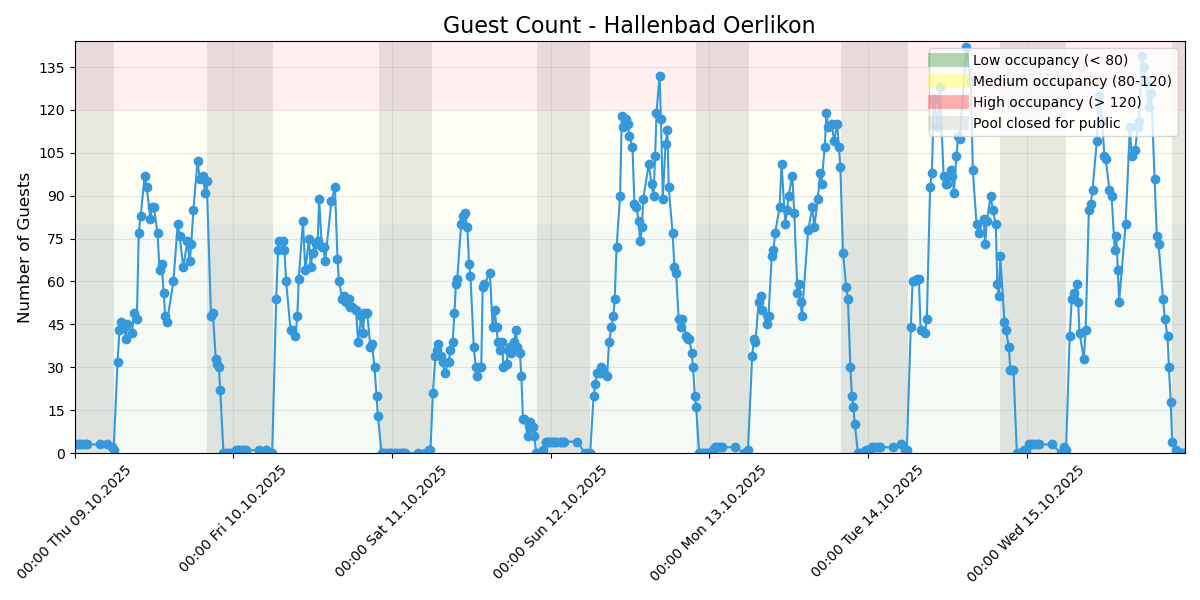 Guest Count - Hallenbad Oerlikon
Number of Guests
135
120
105
90
75
60
45
30
15
0
Low occupancy (< 80)
Medium occupancy (80-120)
High occupancy (> 120)
Pool closed for public
00:00 Thu 09.10.2025
00:00 Fri 10.10.2025
00:00 Sat 11.10.2025
00:00 Sun 12.10.2025
00:00 Mon 13.10.2025
00:00 Tue 14.10.2025
00:00 Wed 15.10.2025